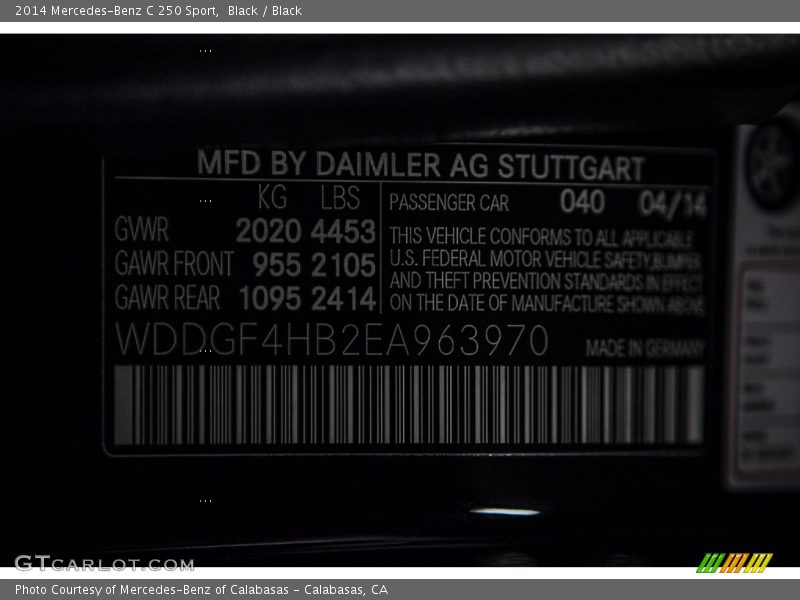 2014 Mercedes-Benz C 250 Sport,  Black / Black
MFD BY DAIMLER AG STUTTGART
KG LBS
GVWR 2020 4453
GAWR FRONT 955 2105
GAWR REAR 1095 2414
PASSENGER CAR 040 04/14
THIS VEHICLE CONFORMS TO ALL APPLICABLE
U.S. FEDERAL MOTOR VEHICLE SAFETY,BUMPER
AND THEFT PREVENTION STANDARDS IN EFFECT
ON THE DATE OF MANUFACTURE SHOWN ABOVE
WDDGF4HB2EA963970
MADE IN GERMANY
GTCARLOT.COM
Photo Courtesy of Mercedes-Benz of Calabasas - Calabasas, CA